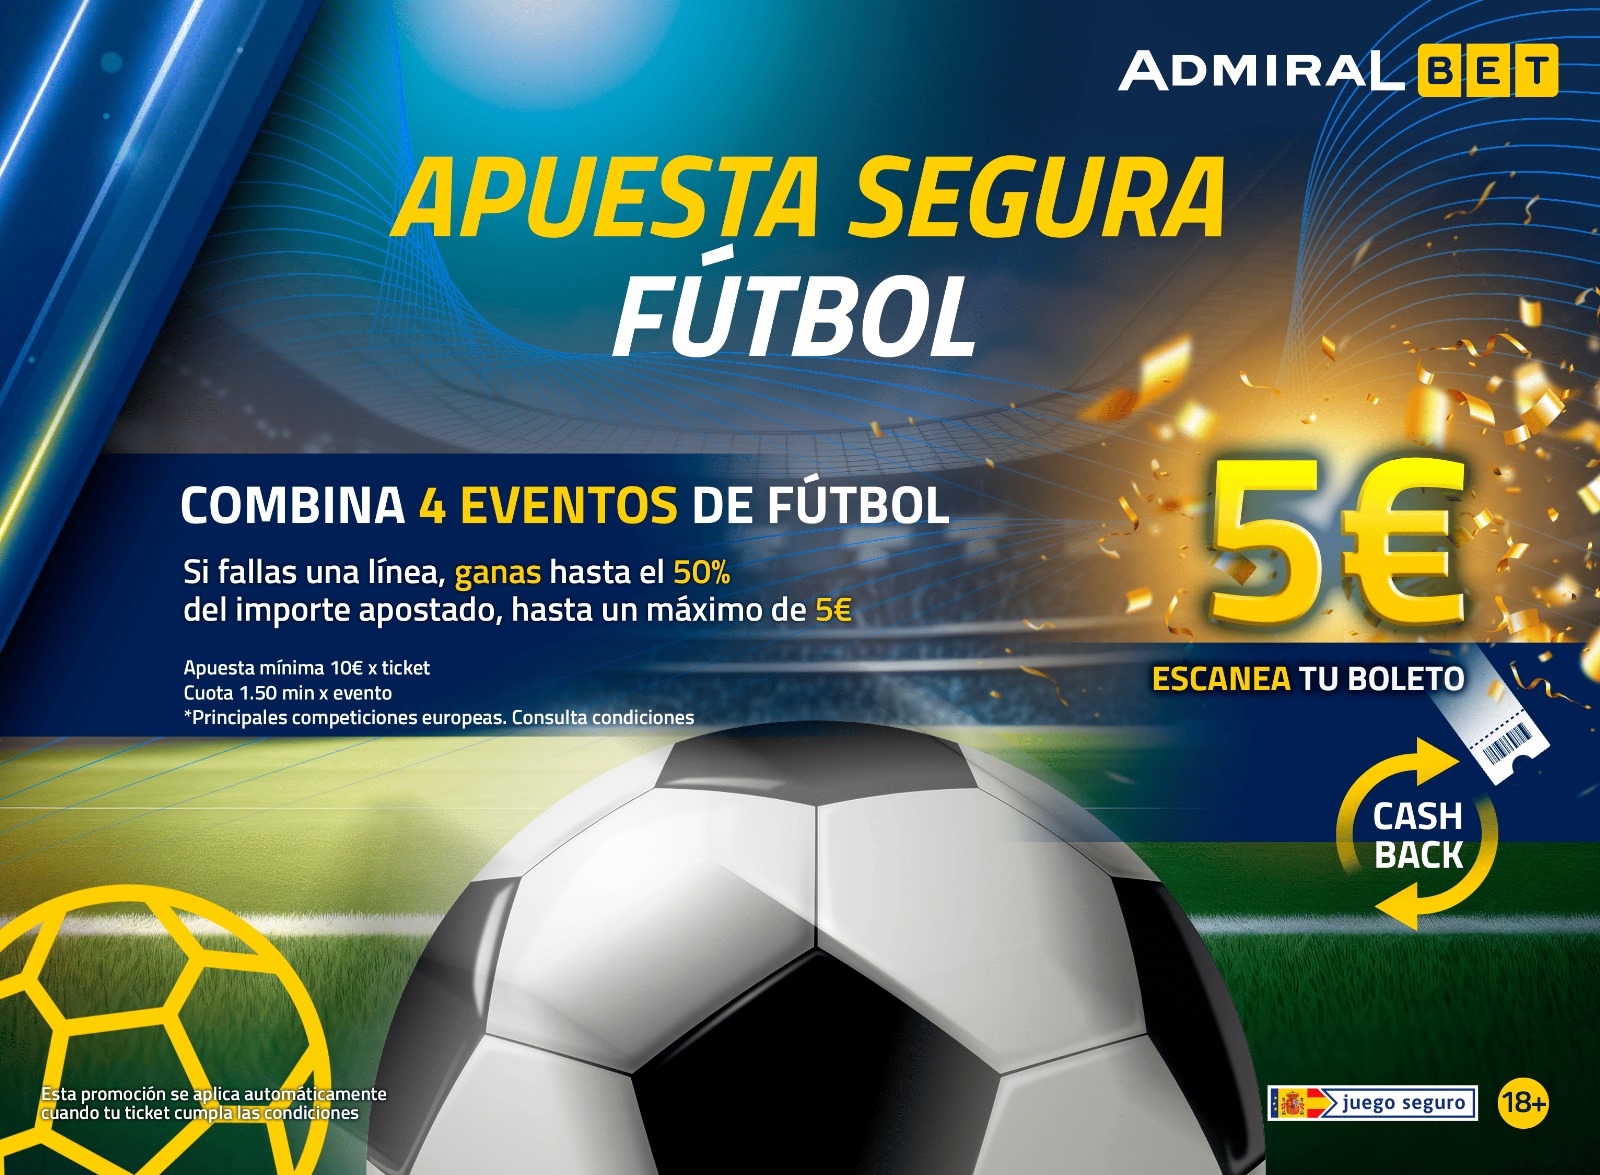 ADMIRAL BET
APUESTA SEGURA
FÚTBOL
COMBINA 4 EVENTOS DE FÚTBOL
Si fallas una línea, ganas hasta el 50%
del importe apostado, hasta un máximo de 5€
Apuesta mínima 10€ x ticket
Cuota 1.50 min x evento
*Principales competiciones europeas. Consulta condiciones
5€
ESCANEA TU BOLETO
CASH
BACK
Esta promoción se aplica automáticamente
cuando tu ticket cumpla las condiciones
juego seguro
18+